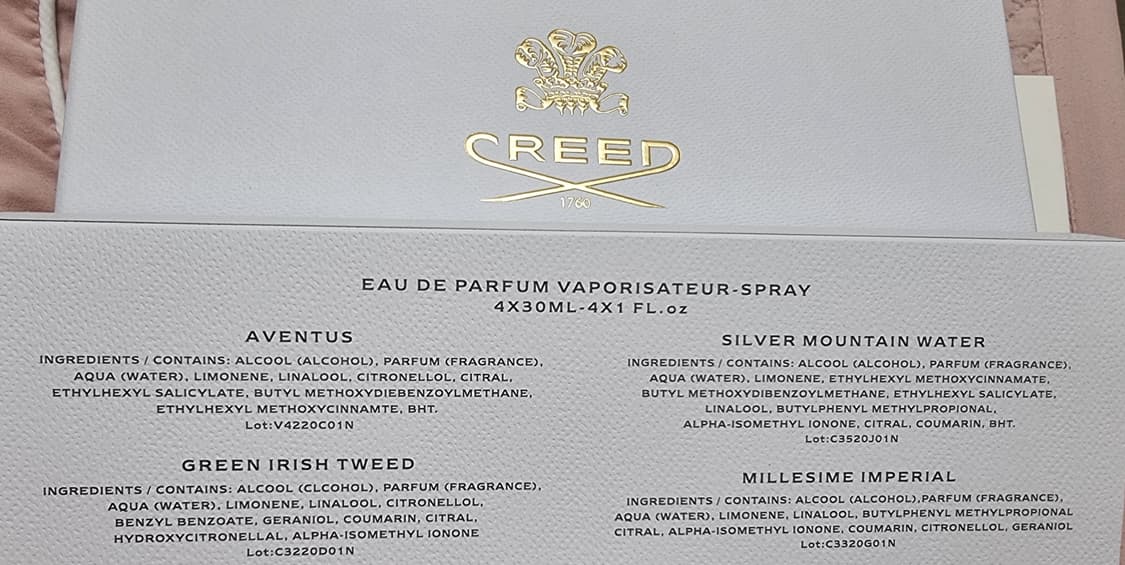 CREED
1760
EAU DE PARFUM VAPORISATEUR-SPRAY
4X30ML-4X1 FL.oz
AVENTUS
INGREDIENTS / CONTAINS: ALCOOL (ALCOHOL), PARFUM (FRAGRANCE),
AQUA (WATER), LIMONENE, LINALOOL, CITRONELLOL, CITRAL,
ETHYLHEXYL SALICYLATE, BUTYL METHOXYDIEBENZOYLMETHANE,
ETHYLHEXYL METHOXYCINNAMTE, BHT.
Lot:V4220C01N
GREEN IRISH TWEED
INGREDIENTS / CONTAINS: ALCOOL (CLCOHOL), PARFUM (FRAGRANCE),
AQUA (WATER), LIMONENE, LINALOOL, CITRONELLOL,
BENZYL BENZOATE, GERANIOL, COUMARIN, CITRAL,
HYDROXYCITRONELLAL, ALPHA-ISOMETHYL IONONE
Lot:C3220D01N
SILVER MOUNTAIN WATER
INGREDIENTS / CONTAINS: ALCOOL (ALCOHOL), PARFUM (FRAGRANCE),
AQUA (WATER), LIMONENE, ETHYLHEXYL METHOXYCINNAMATE,
BUTYL METHOXYDIBENZOYLMETHANE, ETHYLHEXYL SALICYLATE,
LINALOOL, BUTYLPHENYL METHYLPROPIONAL,
ALPHA-ISOMETHYL IONONE, CITRAL, COUMARIN, BHT.
Lot:C3520J01N
MILLESIME IMPERIAL
INGREDIENTS / CONTAINS: ALCOOL (ALCOHOL),PARFUM (FRAGRANCE),
AQUA (WATER), LIMONENE, LINALOOL, BUTYLPHENYL METHYLPROPIONAL
CITRAL, ALPHA-ISOMETHYL IONONE, COUMARIN, CITRONELLOL, GERANIOL
Lot:C3320G01N